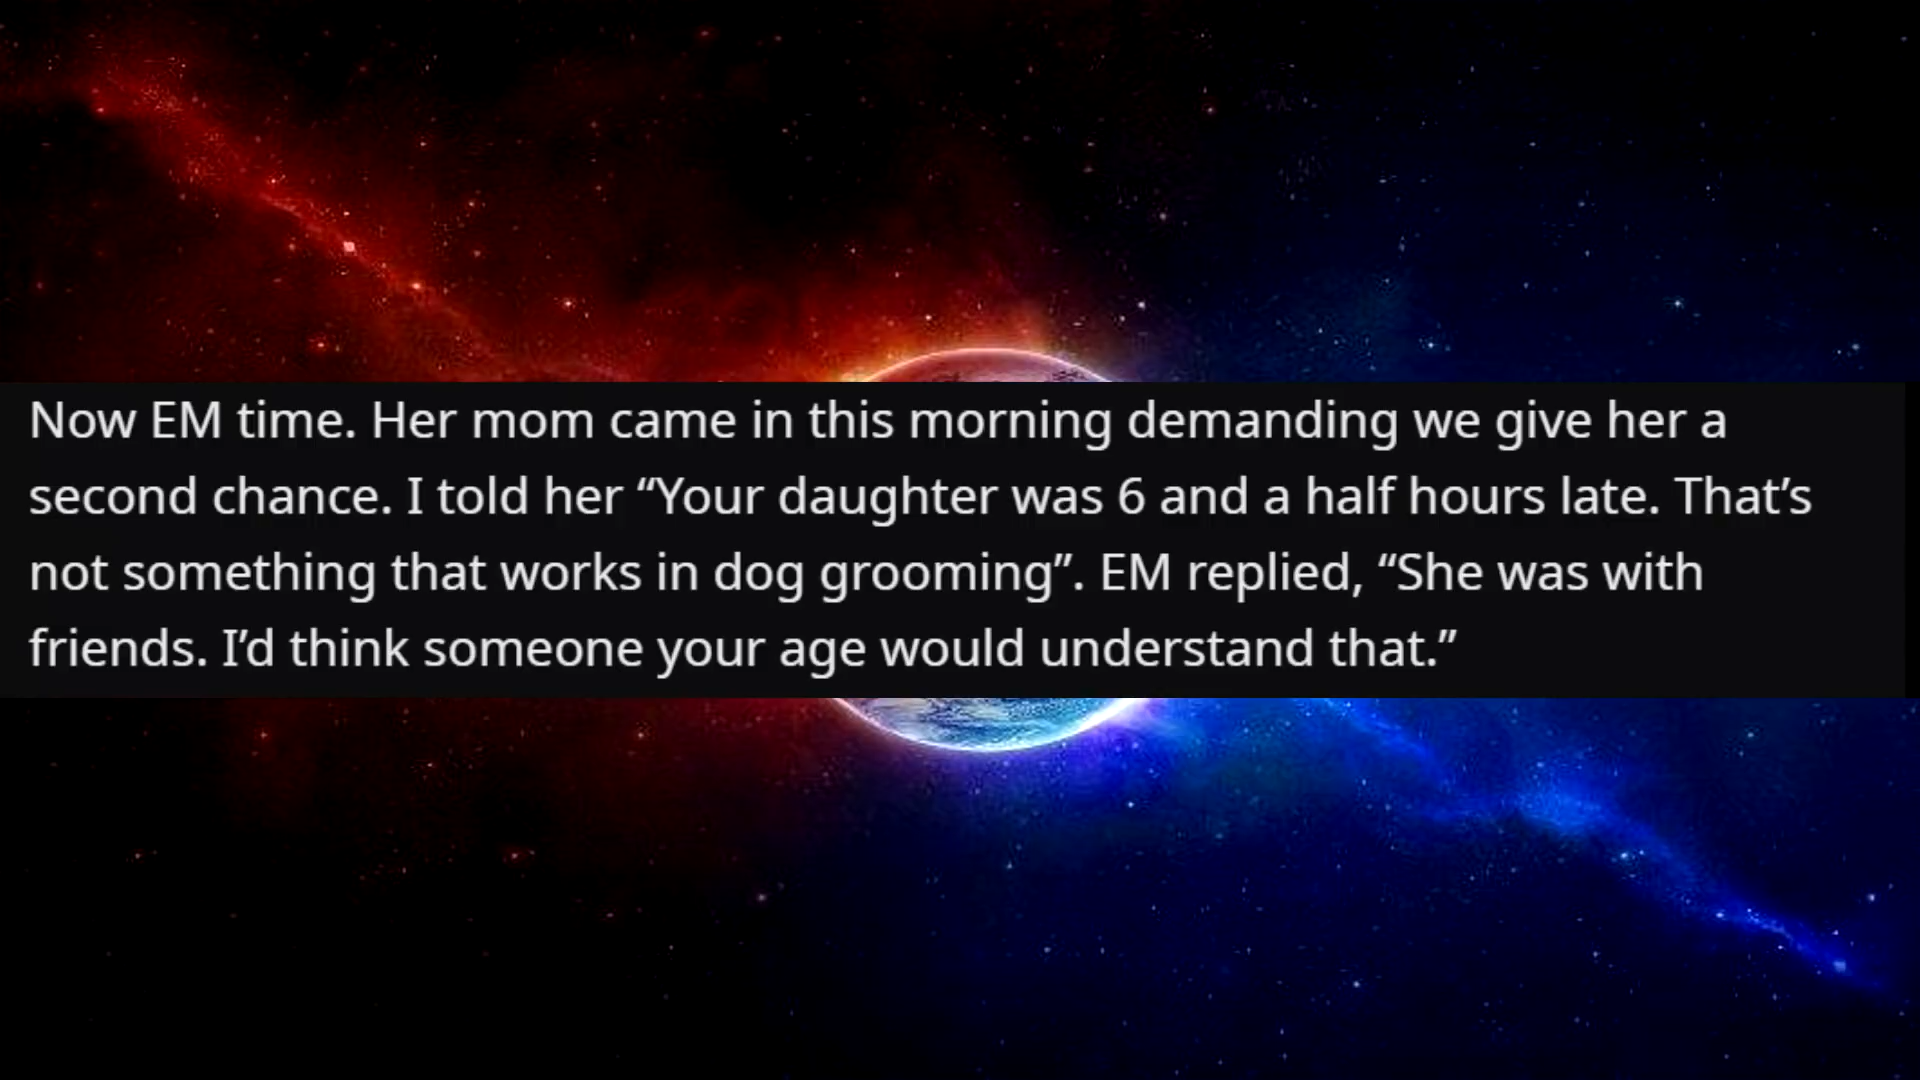 Now EM time. Her mom came in this morning demanding we give her a
second chance. I told her “Your daughter was 6 and a half hours late. That’s
not something that works in dog grooming”. EM replied, “She was with
friends. I’d think someone your age would understand that.”